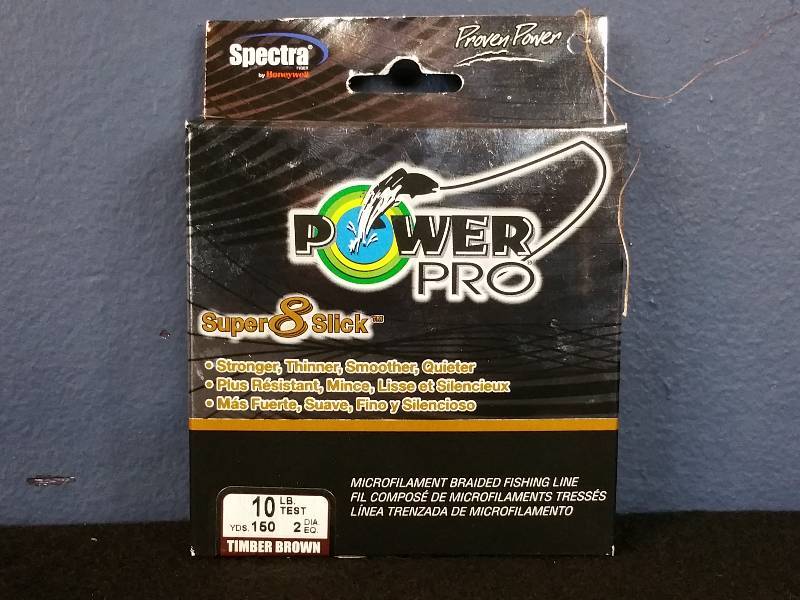 Spectra®
FIBER
by Honeywell
Proven Power
POWER
PRO®
Super 8 Slick™
• Stronger, Thinner, Smoother, Quieter
• Plus Résistant, Mince, Lisse et Silencieux
• Más Fuerte, Suave, Fino y Silencioso
MICROFILAMENT BRAIDED FISHING LINE
FIL COMPOSÉ DE MICROFILAMENTS TRESSÉS
LÍNEA TRENZADA DE MICROFILAMENTO
10 LB. TEST
YDS. 150 2 DIA. EQ.
TIMBER BROWN